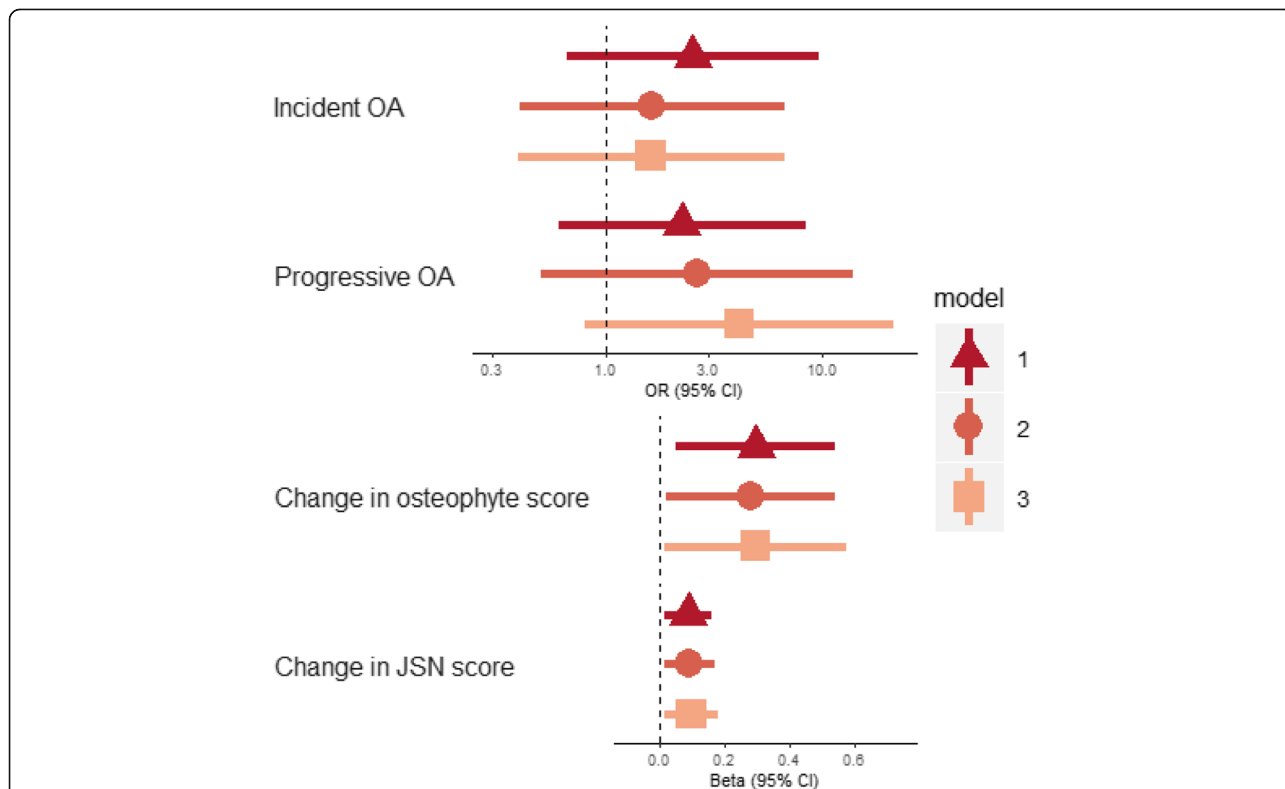 Incident OA
Progressive OA
0.3 1.0 3.0 10.0
OR (95% CI)
model
1
2
3
Change in osteophyte score
Change in JSN score
0.0 0.2 0.4 0.6
Beta (95% CI)